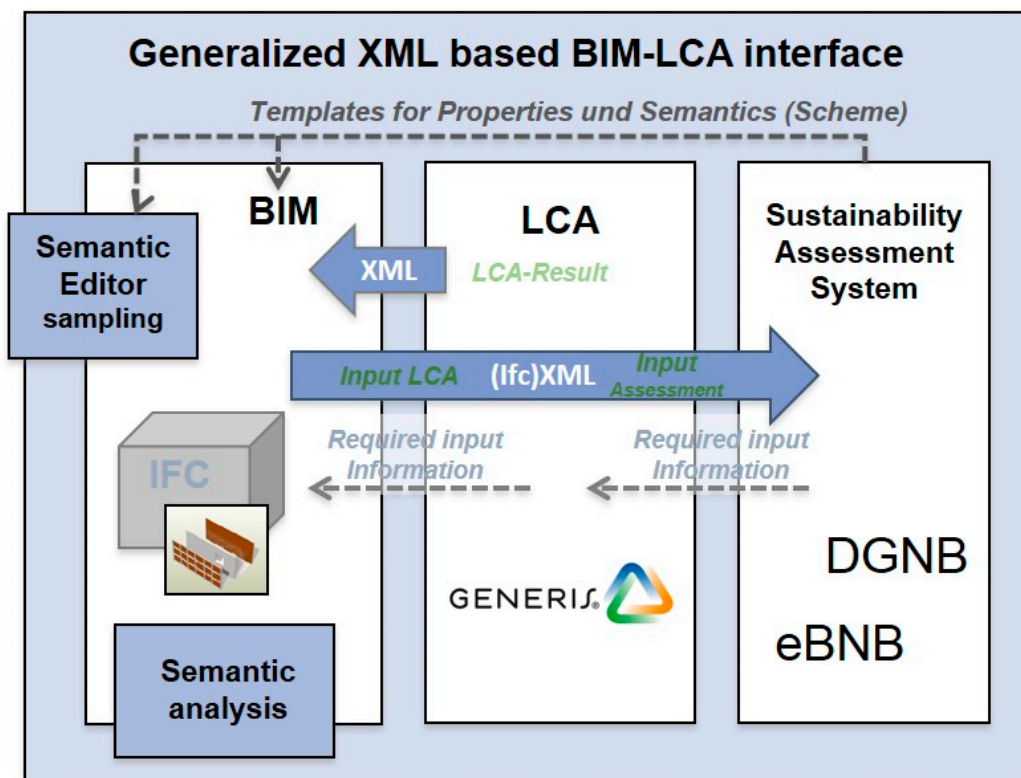 Generalized XML based BIM-LCA interface
Templates for Properties und Semantics (Scheme)
BIM
Semantic
Editor
sampling
XML
LCA
LCA-Result
Sustainability
Assessment
System
Input LCA
(Ifc)XML
Input
Assessment
Required input
Information
Required input
Information
IFC
GENERIS®
DGNB
eBNB
Semantic
analysis